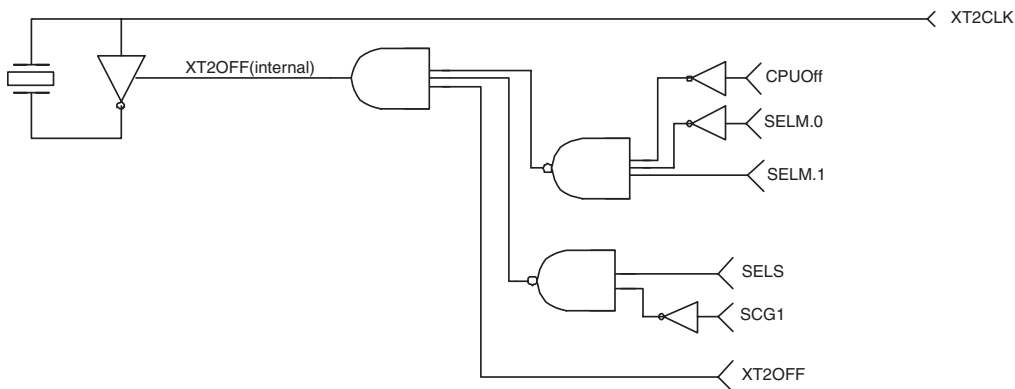 XT2CLK
XT2OFF(internal)
CPUOff
SELM.0
SELM.1
SELS
SCG1
XT2OFF